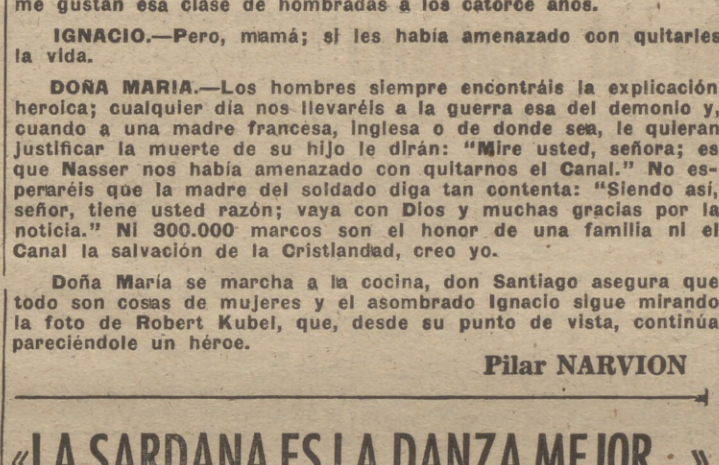 me gustan esa clase de hombradas a los catorce años.
IGNACIO.—Pero, mamá; si les había amenazado con quitarles
la vida.
DOÑA MARIA.—Los hombres siempre encontráis la explicación
heroica; cualquier día nos llevaréis a la guerra esa del demonio y,
cuando a una madre francesa, inglesa o de donde sea, le quieran
justificar la muerte de su hijo le dirán: "Mire usted, señora; es
que Nasser nos había amenazado con quitarnos el Canal." No es-
peraréis que la madre del soldado diga tan contenta: "Siendo así,
señor, tiene usted razón; vaya con Dios y muchas gracias por la
noticia." Ni 300.000 marcos son el honor de una familia ni el
Canal la salvación de la Cristiandad, creo yo.
Doña María se marcha a la cocina, don Santiago asegura que
todo son cosas de mujeres y el asombrado Ignacio sigue mirando
la foto de Robert Kubel, que, desde su punto de vista, continúa
pareciéndole un héroe.
Pilar NARVION
«LA SARDANA ES LA DANZA MEJOR...»